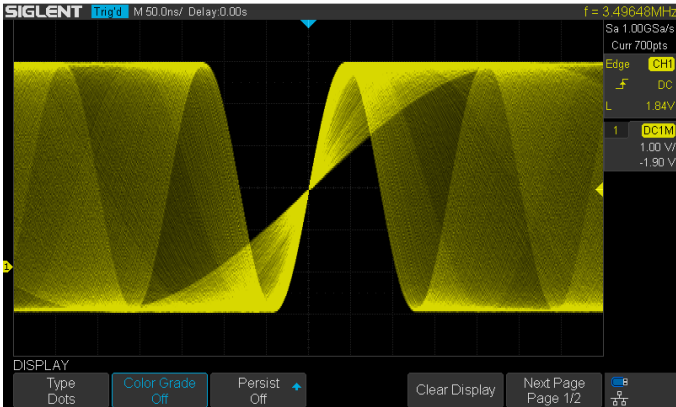 SIGLENT Trig'd M 50.0ns/ Delay:0.00s f = 3.49648MHz
Sa 1.00GSa/s
Curr 700pts
Edge CH1
DC
L 1.84V
1 DC1M
1.00 V/
-1.90 V
1
DISPLAY
Type Color Grade Persist Clear Display Next Page
Dots Off Off Page 1/2